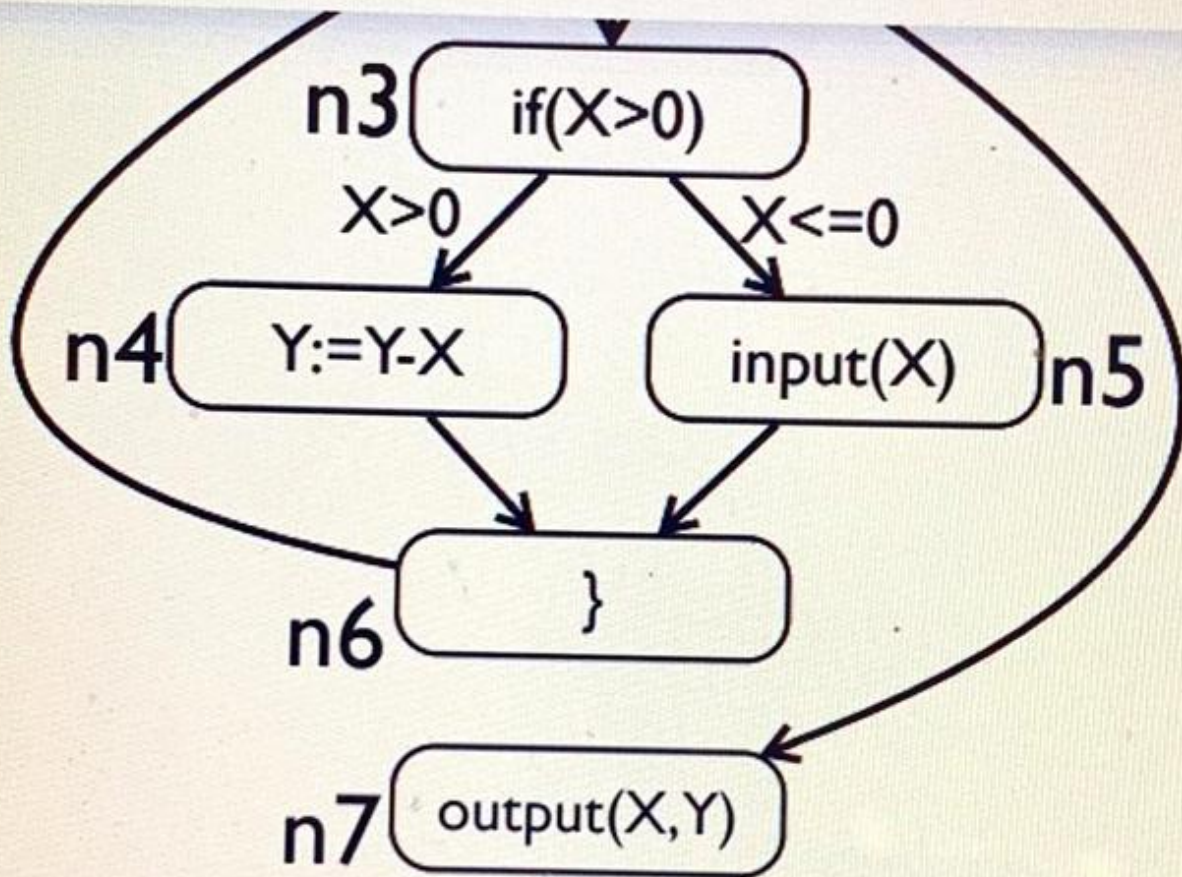 n3
if(X>0)
X>0
X<=0
n4
Y:=Y-X
input(X)
n5
n6
}
n7
output(X,Y)